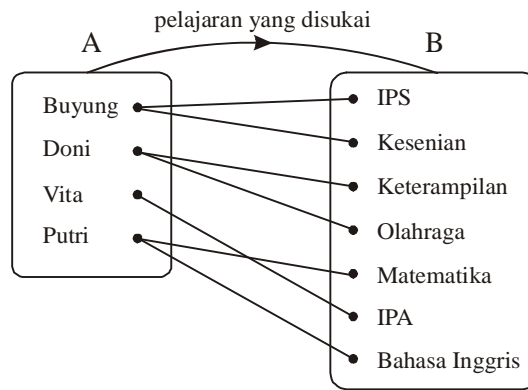 pelajaran yang disukai
A
B
Buyung
Doni
Vita
Putri
IPS
Kesenian
Keterampilan
Olahraga
Matematika
IPA
Bahasa Inggris